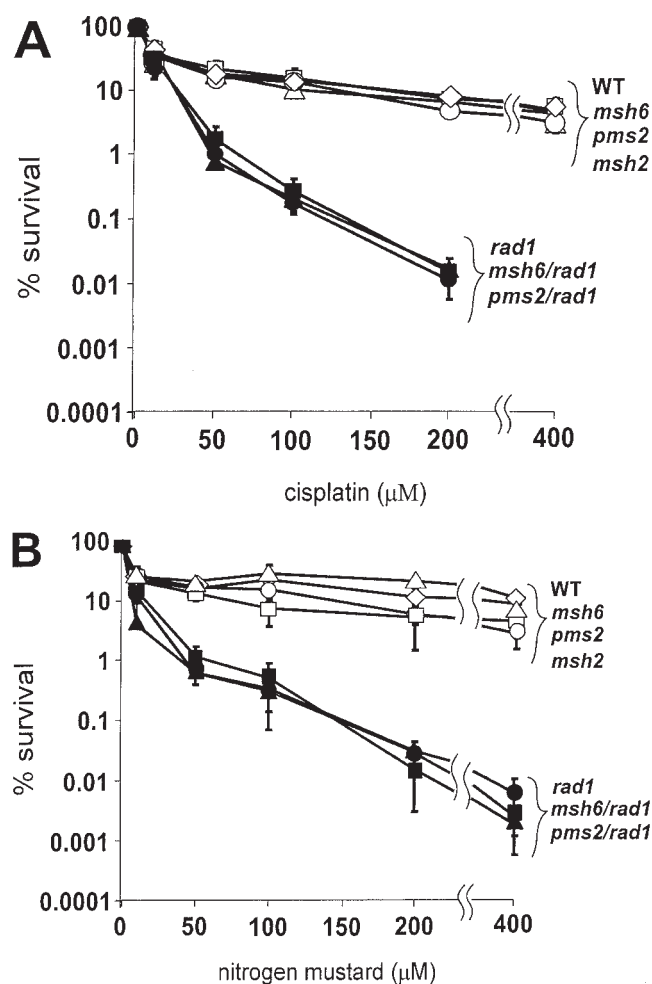 A
100
10
1
0.1
0.01
0.001
0.0001
% survival
WT
msh6
pms2
msh2
rad1
msh6/rad1
pms2/rad1
0 50 100 150 200 400
cisplatin (μM)
B
100
10
1
0.1
0.01
0.001
0.0001
% survival
WT
msh6
pms2
msh2
rad1
msh6/rad1
pms2/rad1
0 50 100 150 200 400
nitrogen mustard (μM)